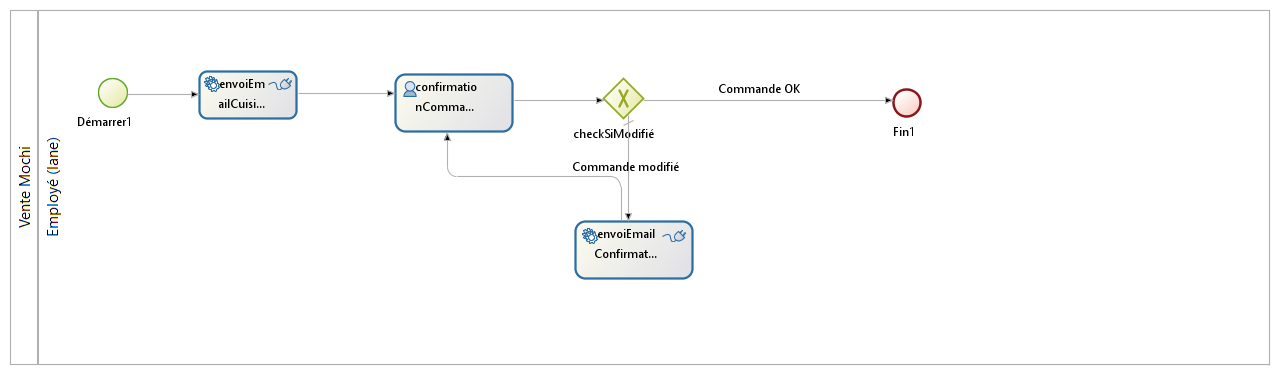 Vente Mochi
Employé (lane)
Démarrer1
envoiEm
ailCuisi...
confirmatio
nComma...
checkSiModifié
Commande OK
Fin1
Commande modifié
envoiEmail
Confirmat...